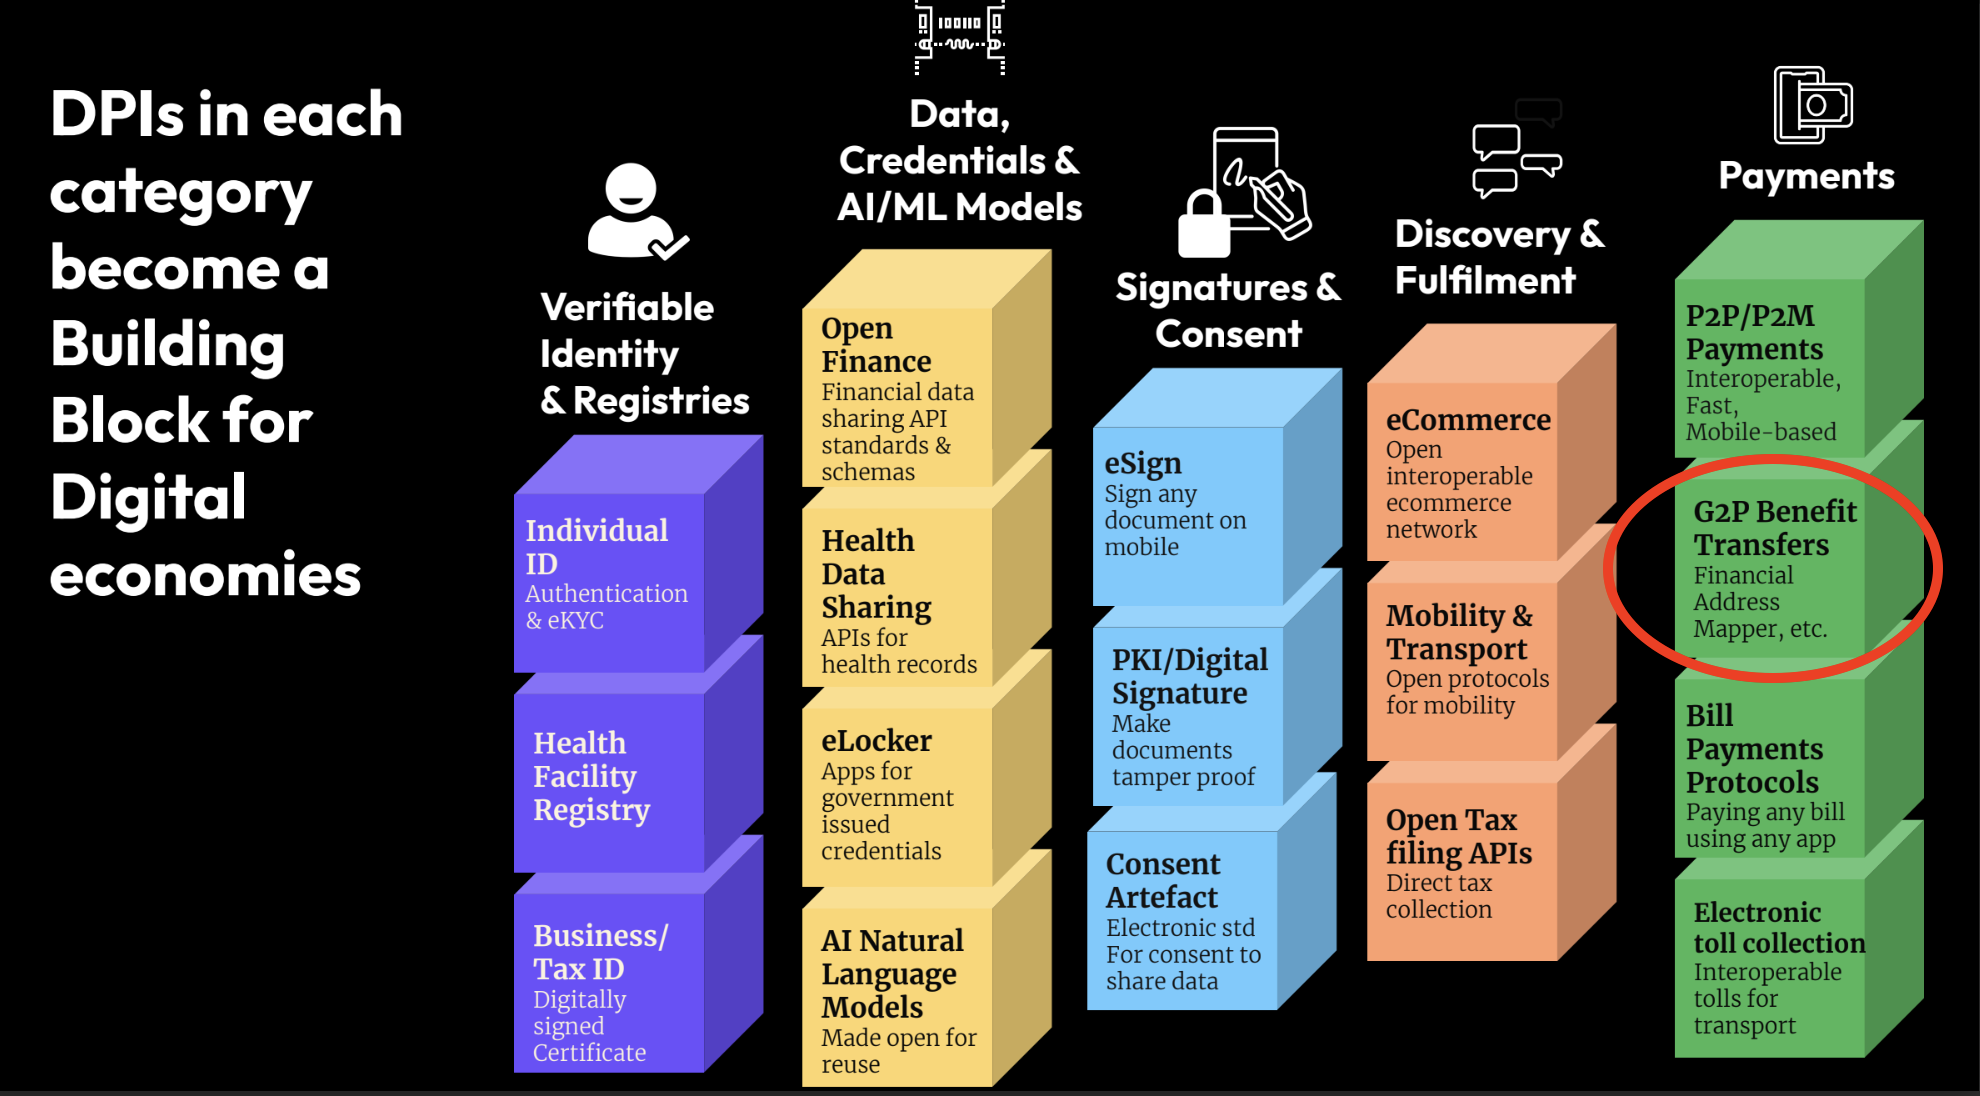 DPIs in each
category
become a
Building
Block for
Digital
economies
Verifiable
Identity
& Registries
Individual
ID
Authentication
& eKYC
Health
Facility
Registry
Business/
Tax ID
Digitally
signed
Certificate
Data,
Credentials &
AI/ML Models
Open
Finance
Financial data
sharing API
standards &
schemas
Health
Data
Sharing
APIs for
health records
eLocker
Apps for
government
issued
credentials
AI Natural
Language
Models
Made open for
reuse
Signatures &
Consent
eSign
Sign any
document on
mobile
PKI/Digital
Signature
Make
documents
tamper proof
Consent
Artefact
Electronic std
For consent to
share data
Discovery &
Fulfilment
eCommerce
Open
interoperable
ecommerce
network
Mobility &
Transport
Open protocols
for mobility
Open Tax
filing APIs
Direct tax
collection
Payments
P2P/P2M
Payments
Interoperable,
Fast,
Mobile-based
G2P Benefit
Transfers
Financial
Address
Mapper, etc.
Bill
Payments
Protocols
Paying any bill
using any app
Electronic
toll collection
Interoperable
tolls for
transport